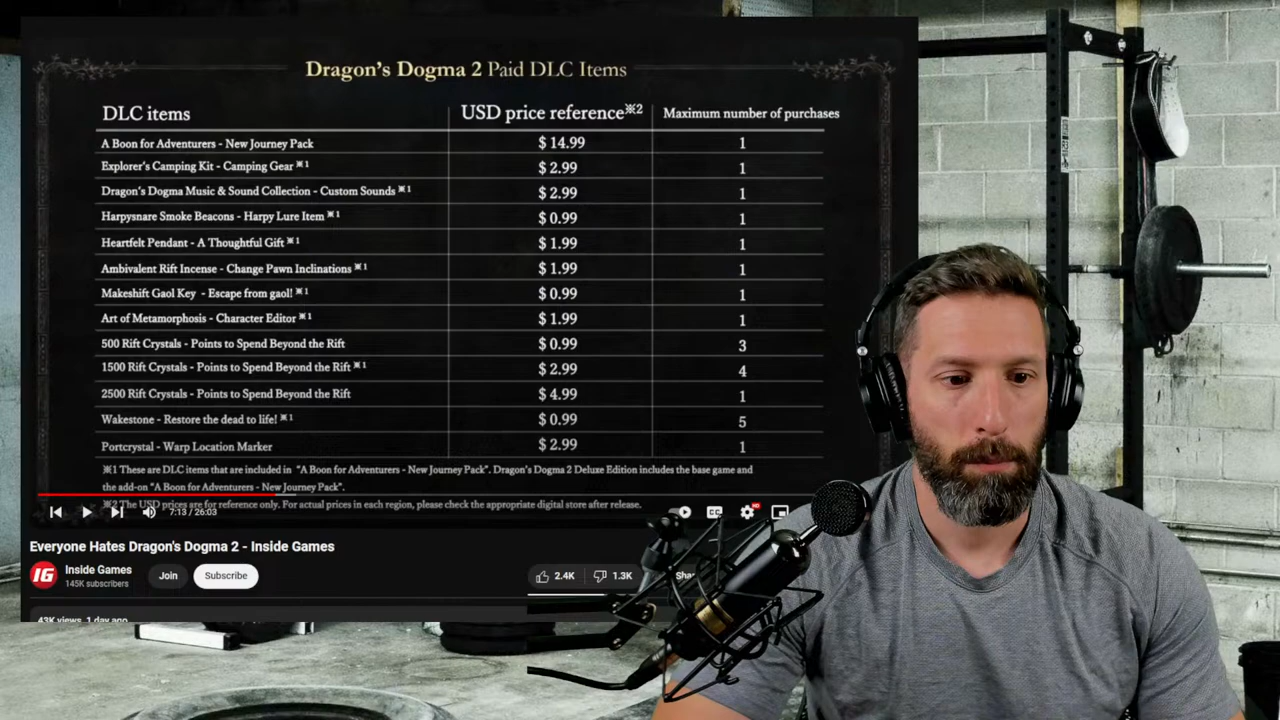 Dragon's Dogma 2 Paid DLC Items
DLC items USD price reference※2 Maximum number of purchases
A Boon for Adventurers - New Journey Pack $ 14.99 1
Explorer's Camping Kit - Camping Gear ※1 $ 2.99 1
Dragon's Dogma Music & Sound Collection - Custom Sounds ※1 $ 2.99 1
Harpysnare Smoke Beacons - Harpy Lure Item ※1 $ 0.99 1
Heartfelt Pendant - A Thoughtful Gift ※1 $ 1.99 1
Ambivalent Rift Incense - Change Pawn Inclinations ※1 $ 1.99 1
Makeshift Gaol Key - Escape from gaol! ※1 $ 0.99 1
Art of Metamorphosis - Character Editor ※1 $ 1.99 1
500 Rift Crystals - Points to Spend Beyond the Rift $ 0.99 3
1500 Rift Crystals - Points to Spend Beyond the Rift ※1 $ 2.99 4
2500 Rift Crystals - Points to Spend Beyond the Rift $ 4.99 1
Wakestone - Restore the dead to life! ※1 $ 0.99 5
Portcrystal - Warp Location Marker $ 2.99 1
※1 These are DLC items that are included in "A Boon for Adventurers - New Journey Pack". Dragon's Dogma 2 Deluxe Edition includes the base game and
the add-on "A Boon for Adventurers - New Journey Pack".
※2 The USD prices are for reference only. For actual prices in each region, please check the appropriate digital store after release.
7:13 / 26:03 CC HD
Everyone Hates Dragon's Dogma 2 - Inside Games
IG Inside Games
145K subscribers
Join Subscribe 2.4K 1.3K Sha
43K views 1 day ago